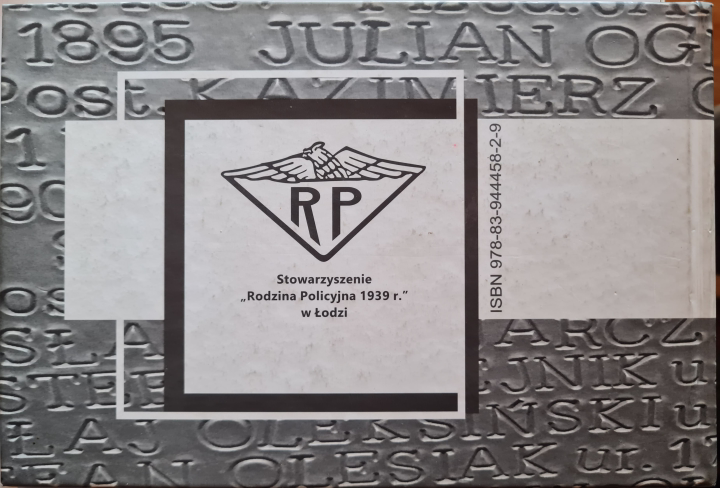 1895 JULIAN
Post. KAZIMIERZ
RP
Stowarzyszenie
„Rodzina Policyjna 1939 r.”
w Łodzi
ISBN 978-83-944458-2-9
OLEKSIŃSKI u
OLESIAK ur. 1